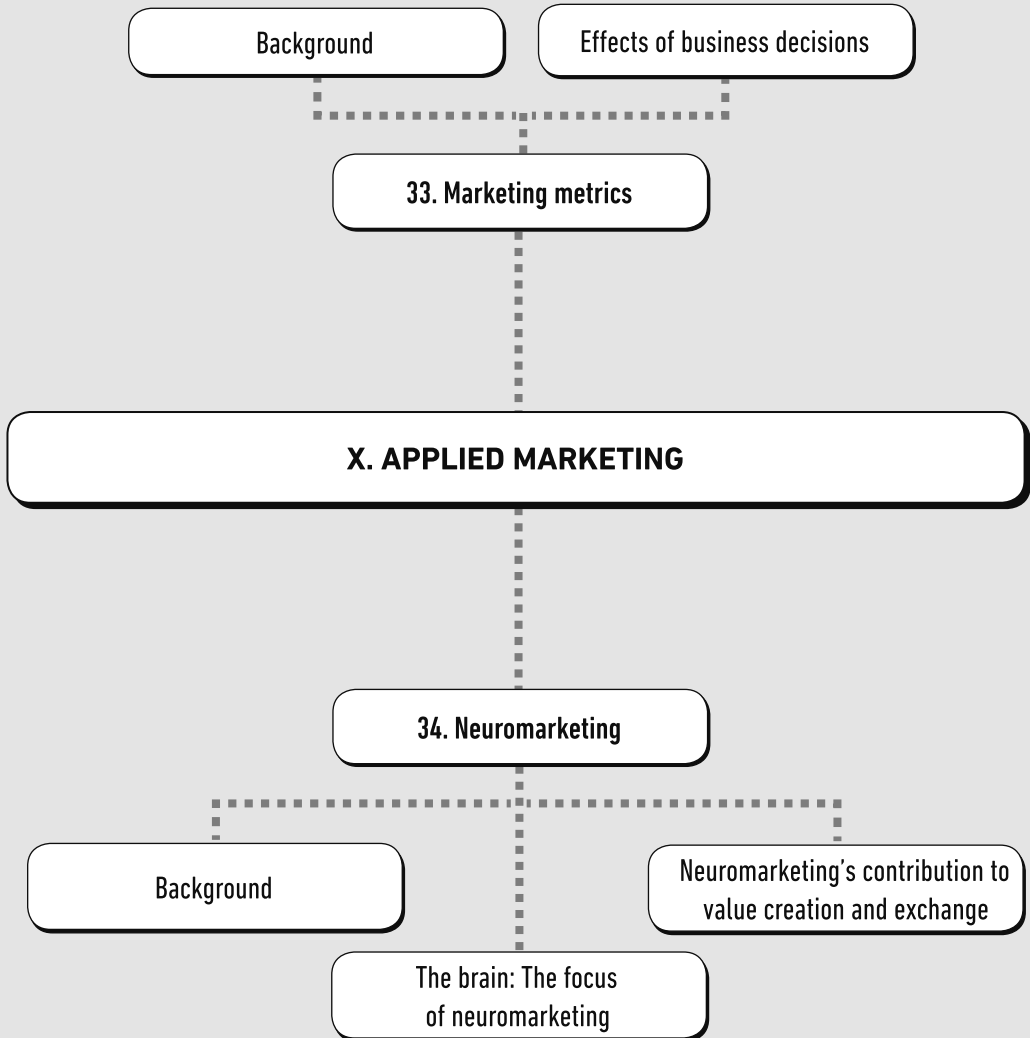 Background
Effects of business decisions
33. Marketing metrics
X. APPLIED MARKETING
34. Neuromarketing
Background
Neuromarketing’s contribution to
value creation and exchange
The brain: The focus
of neuromarketing